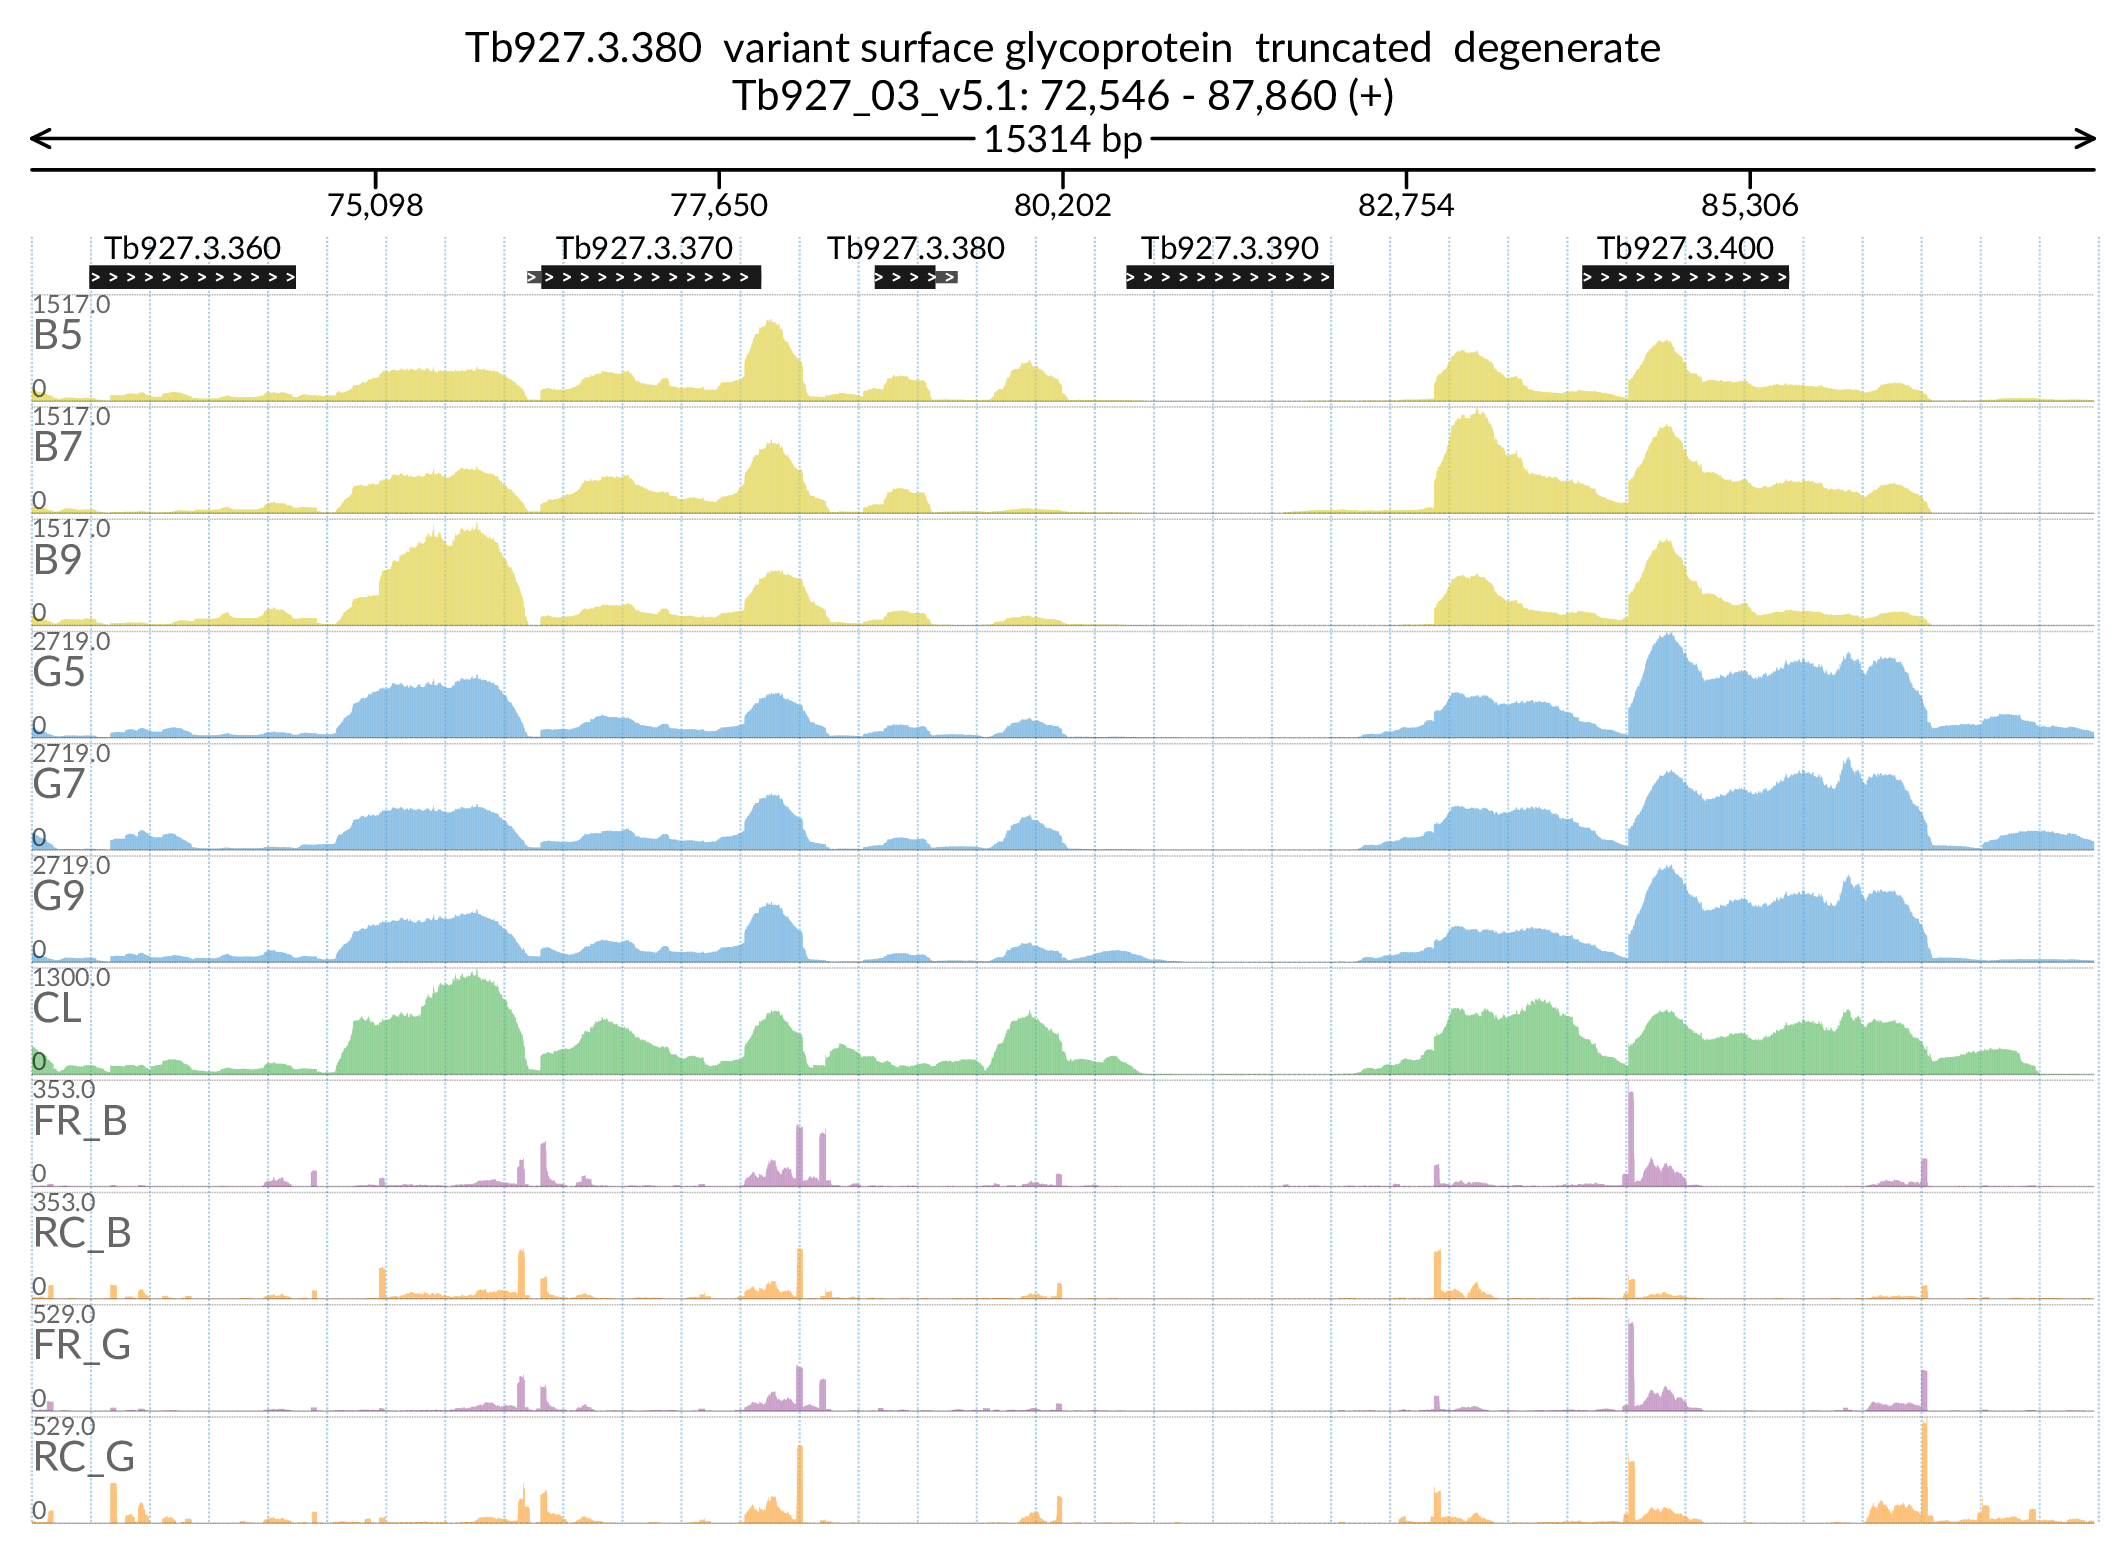 Tb927.3.380 variant surface glycoprotein truncated degenerate
Tb927_03_v5.1: 72,546 - 87,860 (+)
15314 bp
75,098 77,650 80,202 82,754 85,306
Tb927.3.360 Tb927.3.370 Tb927.3.380 Tb927.3.390 Tb927.3.400
1517.0
B5
0
1517.0
B7
0
1517.0
B9
0
2719.0
G5
0
2719.0
G7
0
2719.0
G9
0
1300.0
CL
0
353.0
FR_B
0
353.0
RC_B
0
529.0
FR_G
0
529.0
RC_G
0